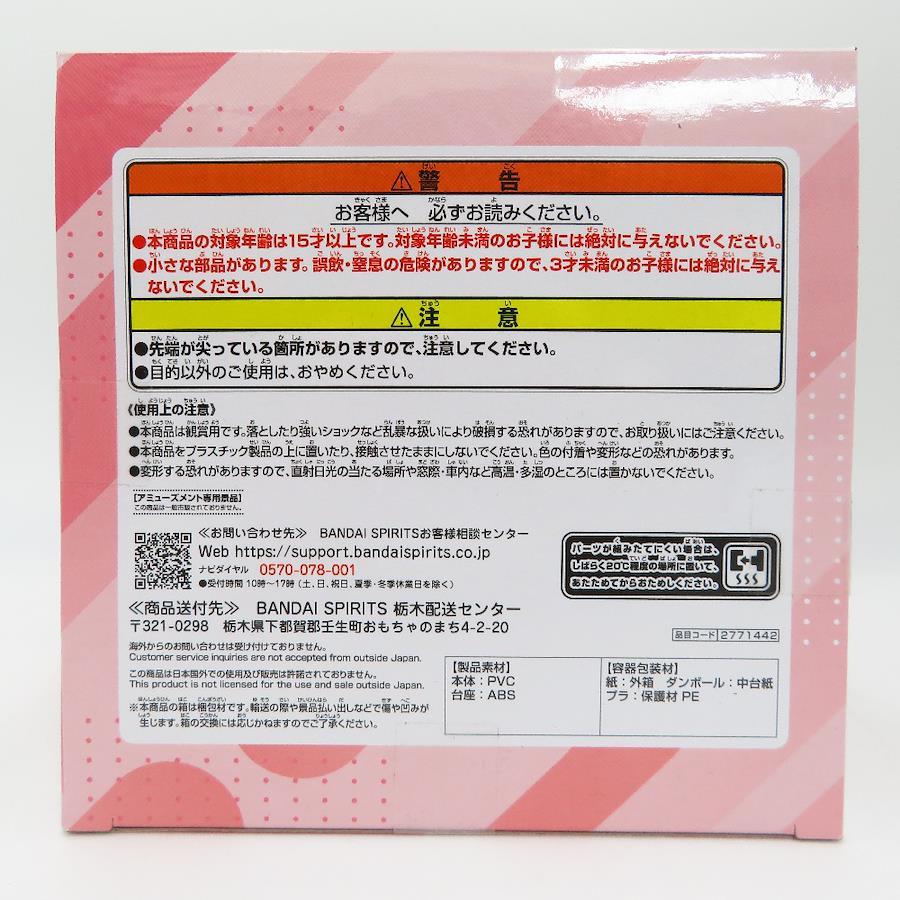 ⚠警告
お客様へ 必ずお読みください。
●本商品の対象年齢は15才以上です。対象年齢未満のお子様には絶対に与えないでください。
●小さな部品があります。誤飲・窒息の危険がありますので、3才未満のお子様には絶対に与え
ないでください。
⚠注意
●先端が尖っている箇所がありますので、注意してください。
●目的以外のご使用は、おやめください。
《使用上の注意》
●本商品は観賞用です。落としたり強いショックなど乱暴な扱いにより破損する恐れがありますので、お取り扱いにはご注意ください。
●本商品をプラスチック製品の上に置いたり、接触させたままにしないでください。色の付着や変形などの恐れがあります。
●変形する恐れがありますので、直射日光の当たる場所や窓際・車内など高温・多湿のところには置かないでください。
【アミューズメント専用景品】
この商品は一般市販されておりません。
≪お問い合わせ先≫ BANDAI SPIRITSお客様相談センター
Web https://support.bandaispirits.co.jp
ナビダイヤル 0570-078-001
●受付時間 10時〜17時(土、日、祝日、夏季・冬季休業日を除く)
パーツが組みたてにくい場合は、
しばらく20℃程度の場所に置いて、
あたためてからおためしください。
≪商品送付先≫ BANDAI SPIRITS 栃木配送センター
〒321-0298 栃木県下都賀郡壬生町おもちゃのまち4-2-20
品目コード 2771442
海外からのお問い合わせは受け付けておりません。
Customer service inquiries are not accepted from outside Japan.
この商品は日本国外での使用及び販売は許諾されておりません。
This product is not licensed for the use and sale outside Japan.
※本商品の箱は梱包材です。輸送の際や景品払い出しなどで傷や凹みが
生じます。箱の交換には応じかねますのでご了承ください。
【製品素材】
本体:PVC
台座:ABS
【容器包装材】
紙:外箱 ダンボール:中台紙
プラ:保護材 PE